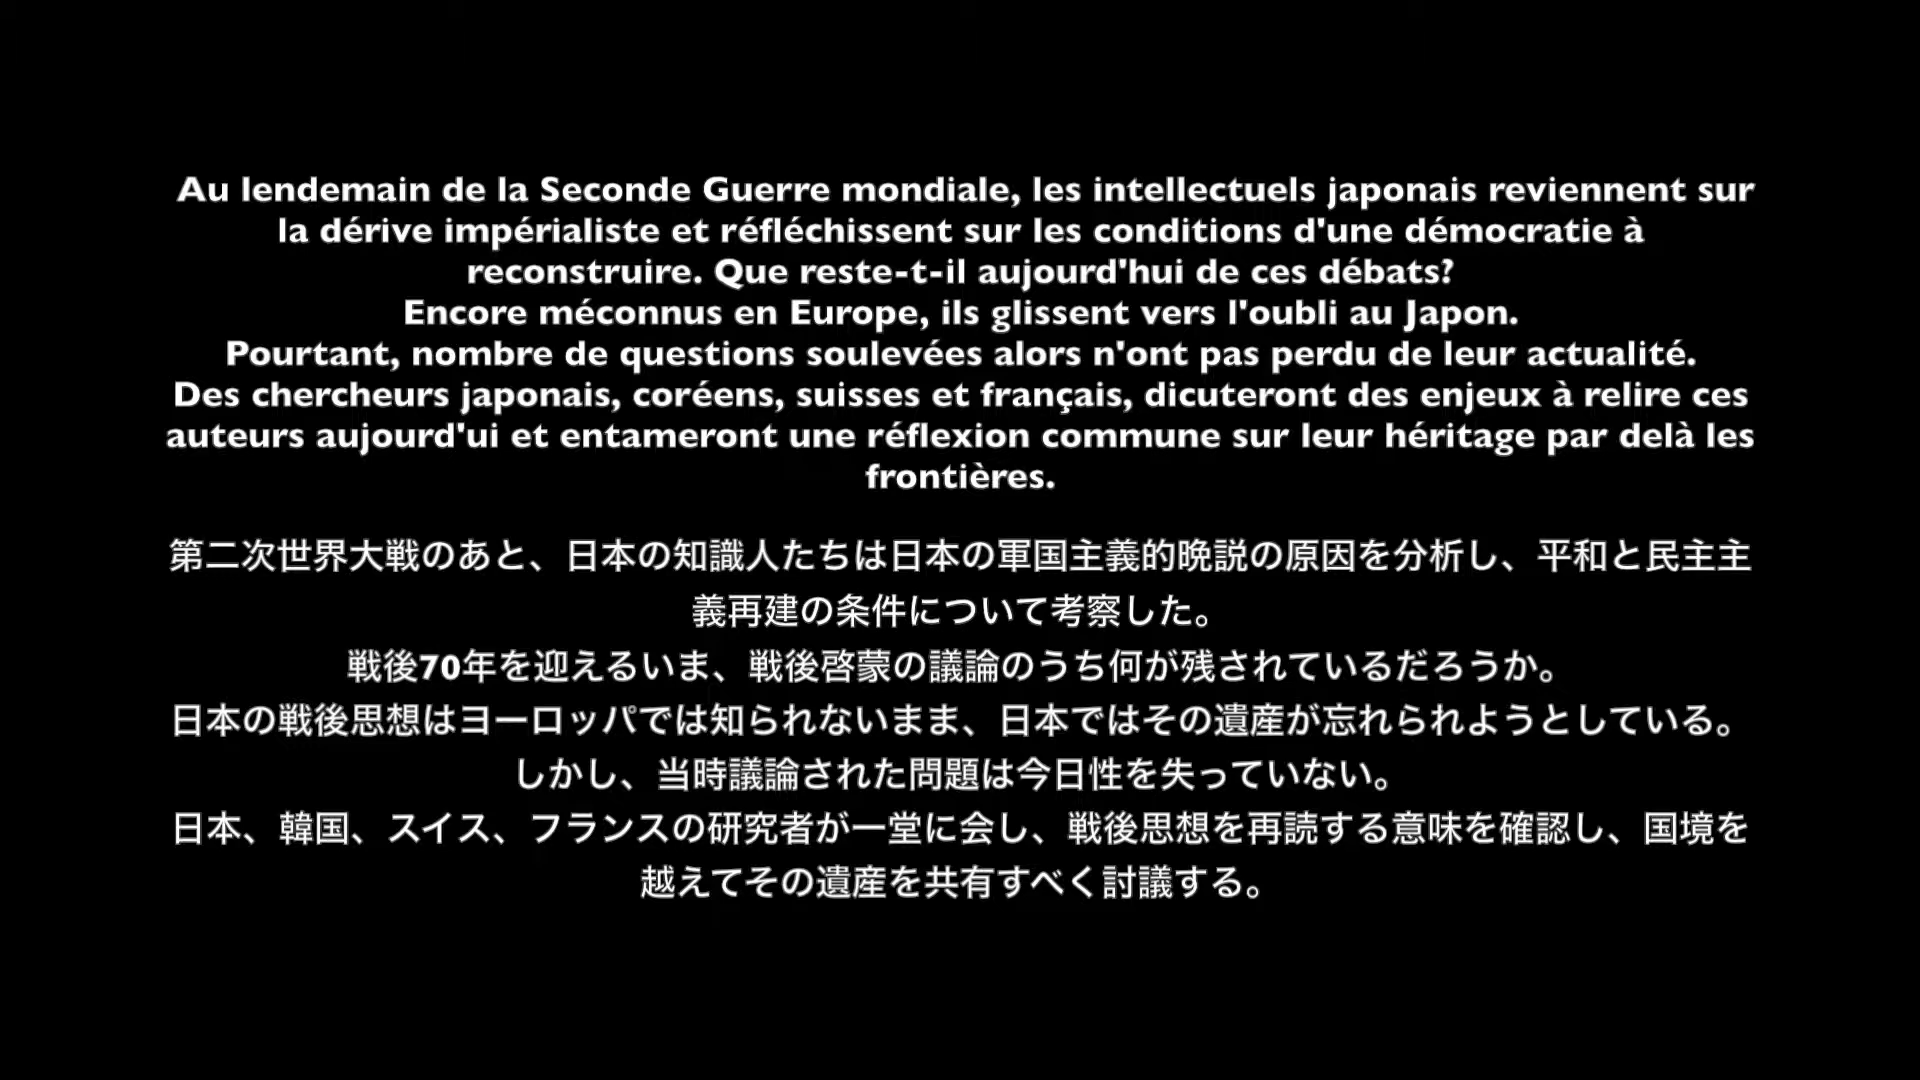 Au lendemain de la Seconde Guerre mondiale, les intellectuels japonais reviennent sur
la dérive impérialiste et réfléchissent sur les conditions d'une démocratie à
reconstruire. Que reste-t-il aujourd'hui de ces débats?
Encore méconnus en Europe, ils glissent vers l'oubli au Japon.
Pourtant, nombre de questions soulevées alors n'ont pas perdu de leur actualité.
Des chercheurs japonais, coréens, suisses et français, dicuteront des enjeux à relire ces
auteurs aujourd'ui et entameront une réflexion commune sur leur héritage par delà les
frontières.
第二次世界大戦のあと、日本の知識人たちは日本の軍国主義的晩説の原因を分析し、平和と民主主
義再建の条件について考察した。
戦後70年を迎えるいま、戦後啓蒙の議論のうち何が残されているだろうか。
日本の戦後思想はヨーロッパでは知られないまま、日本ではその遺産が忘れられようとしている。
しかし、当時議論された問題は今日性を失っていない。
日本、韓国、スイス、フランスの研究者が一堂に会し、戦後思想を再読する意味を確認し、国境を
越えてその遺産を共有すべく討議する。